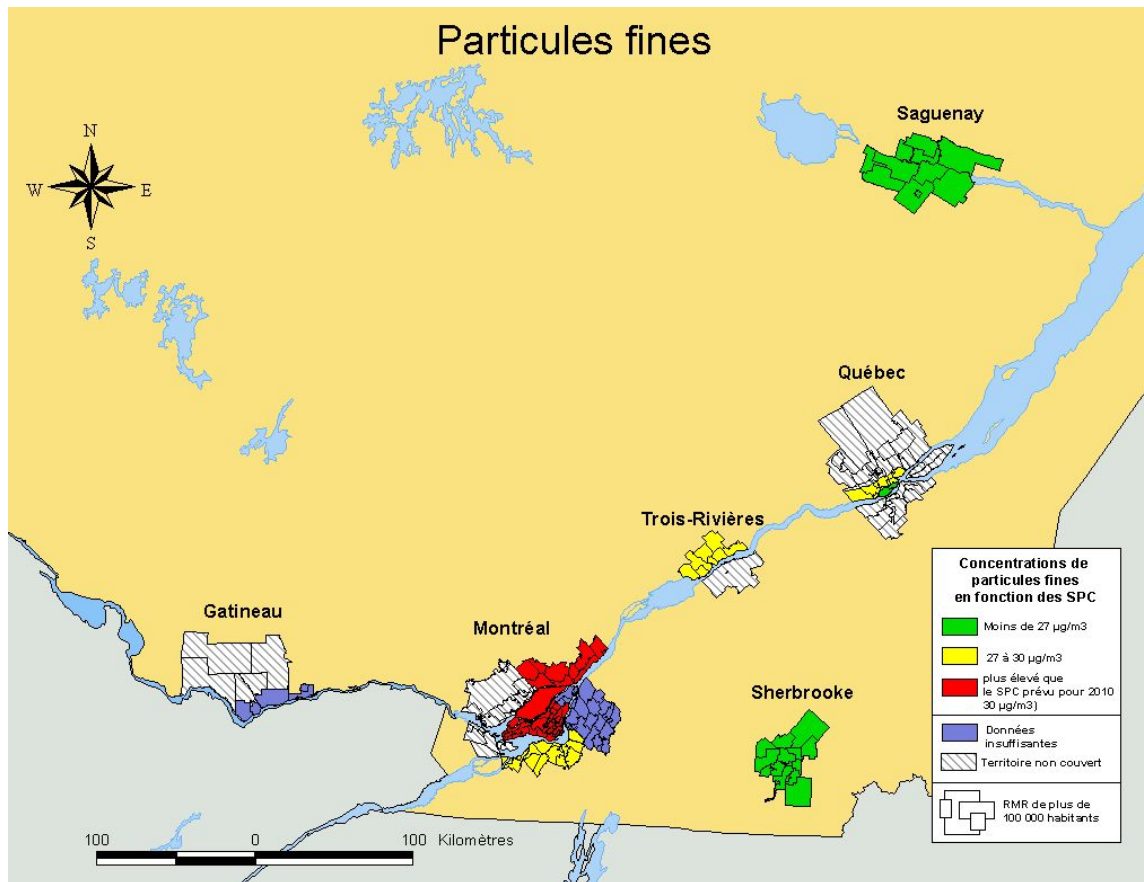 Particules fines
Saguenay
N
W
E
S
Québec
Trois-Rivières
Gatineau
Montréal
Sherbrooke
Concentrations de
particules fines
en fonction des SPC
Moins de 27 µg/m3
27 à 30 µg/m3
plus élevé que
le SPC prévu pour 2010
30 µg/m3)
Données
insuffisantes
Territoire non couvert
RMR de plus de
100 000 habitants
100 0 100 Kilomètres